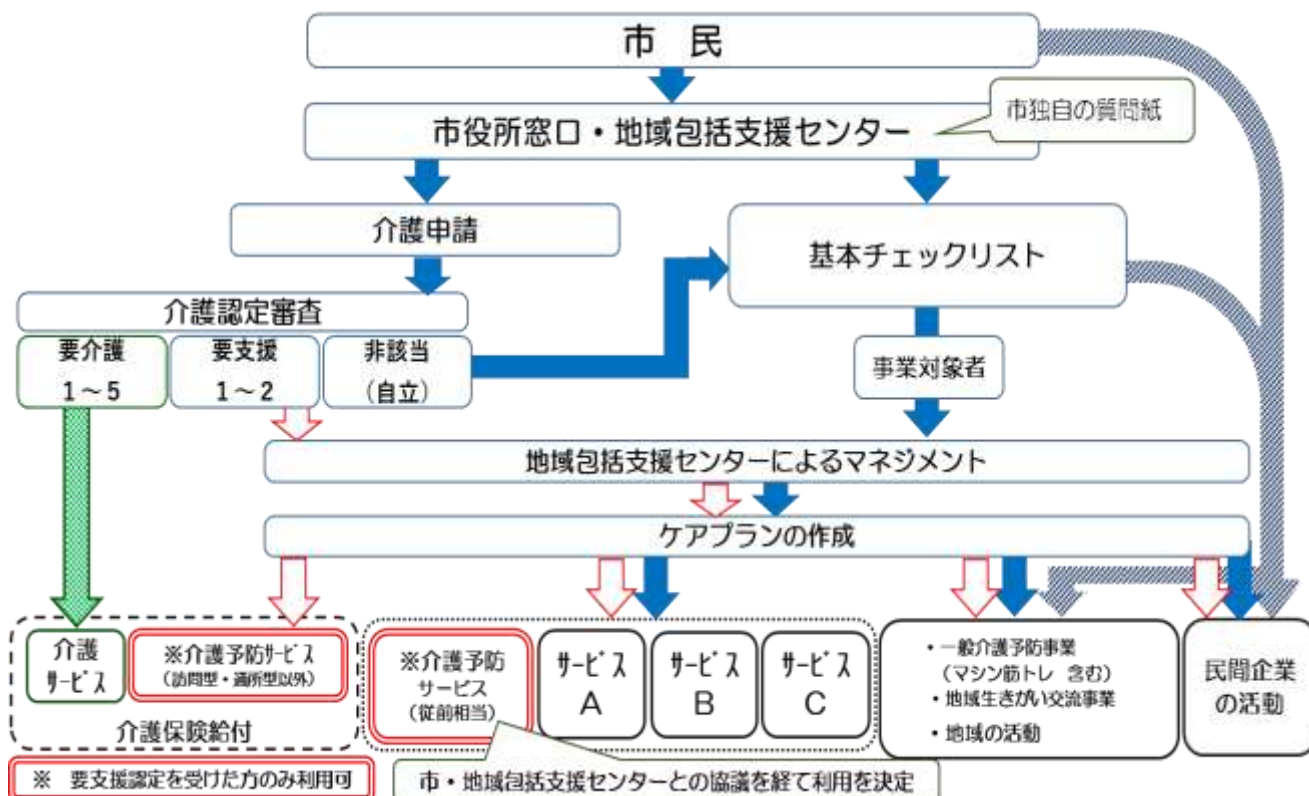 市 民
市役所窓口・地域包括支援センター
市独自の質問紙
介護申請
基本チェックリスト
介護認定審査
要介護
1～5
要支援
1～2
非該当
（自立）
事業対象者
地域包括支援センターによるマネジメント
ケアプランの作成
介護
ｻｰﾋﾞｽ
※介護予防ｻｰﾋﾞｽ
（訪問型・通所型以外）
介護保険給付
※介護予防
サービス
（従前相当）
ｻｰﾋﾞｽ
A
ｻｰﾋﾞｽ
B
ｻｰﾋﾞｽ
C
・一般介護予防事業
（マシン筋トレ 含む）
・地域生きがい交流事業
・地域の活動
民間企業
の活動
※ 要支援認定を受けた方のみ利用可
市・地域包括支援センターとの協議を経て利用を決定